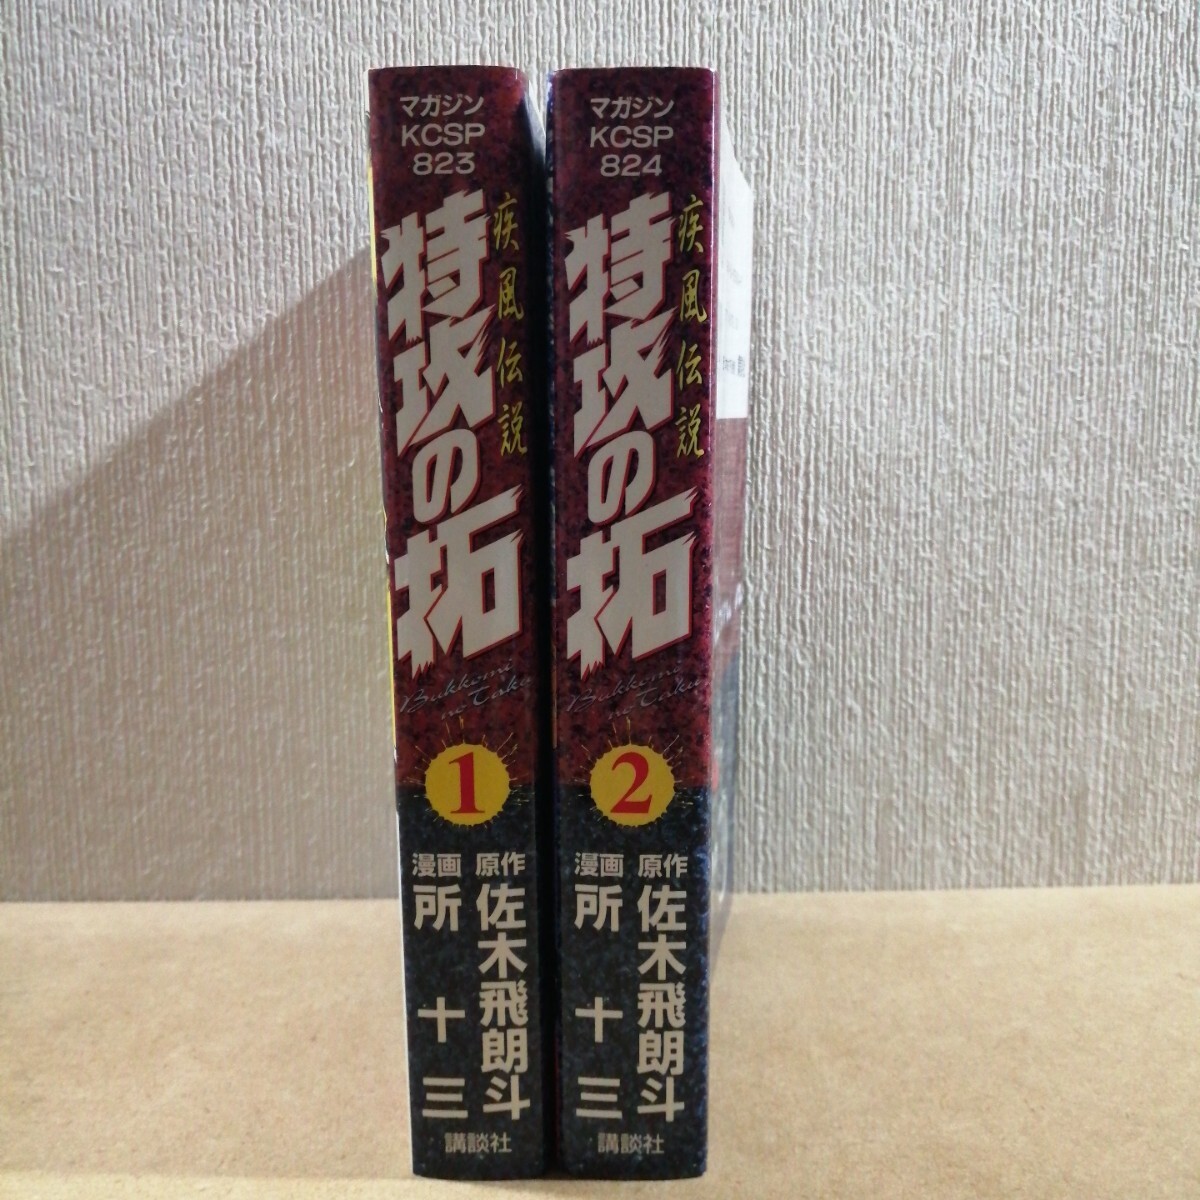 マガジン
KCSP
823
疾風伝説
特攻の拓
Bukkomi
no Taku
1
原作
佐木飛朗斗
漫画
所十三
講談社
マガジン
KCSP
824
疾風伝説
特攻の拓
Bukkomi
no Taku
2
原作
佐木飛朗斗
漫画
所十三
講談社